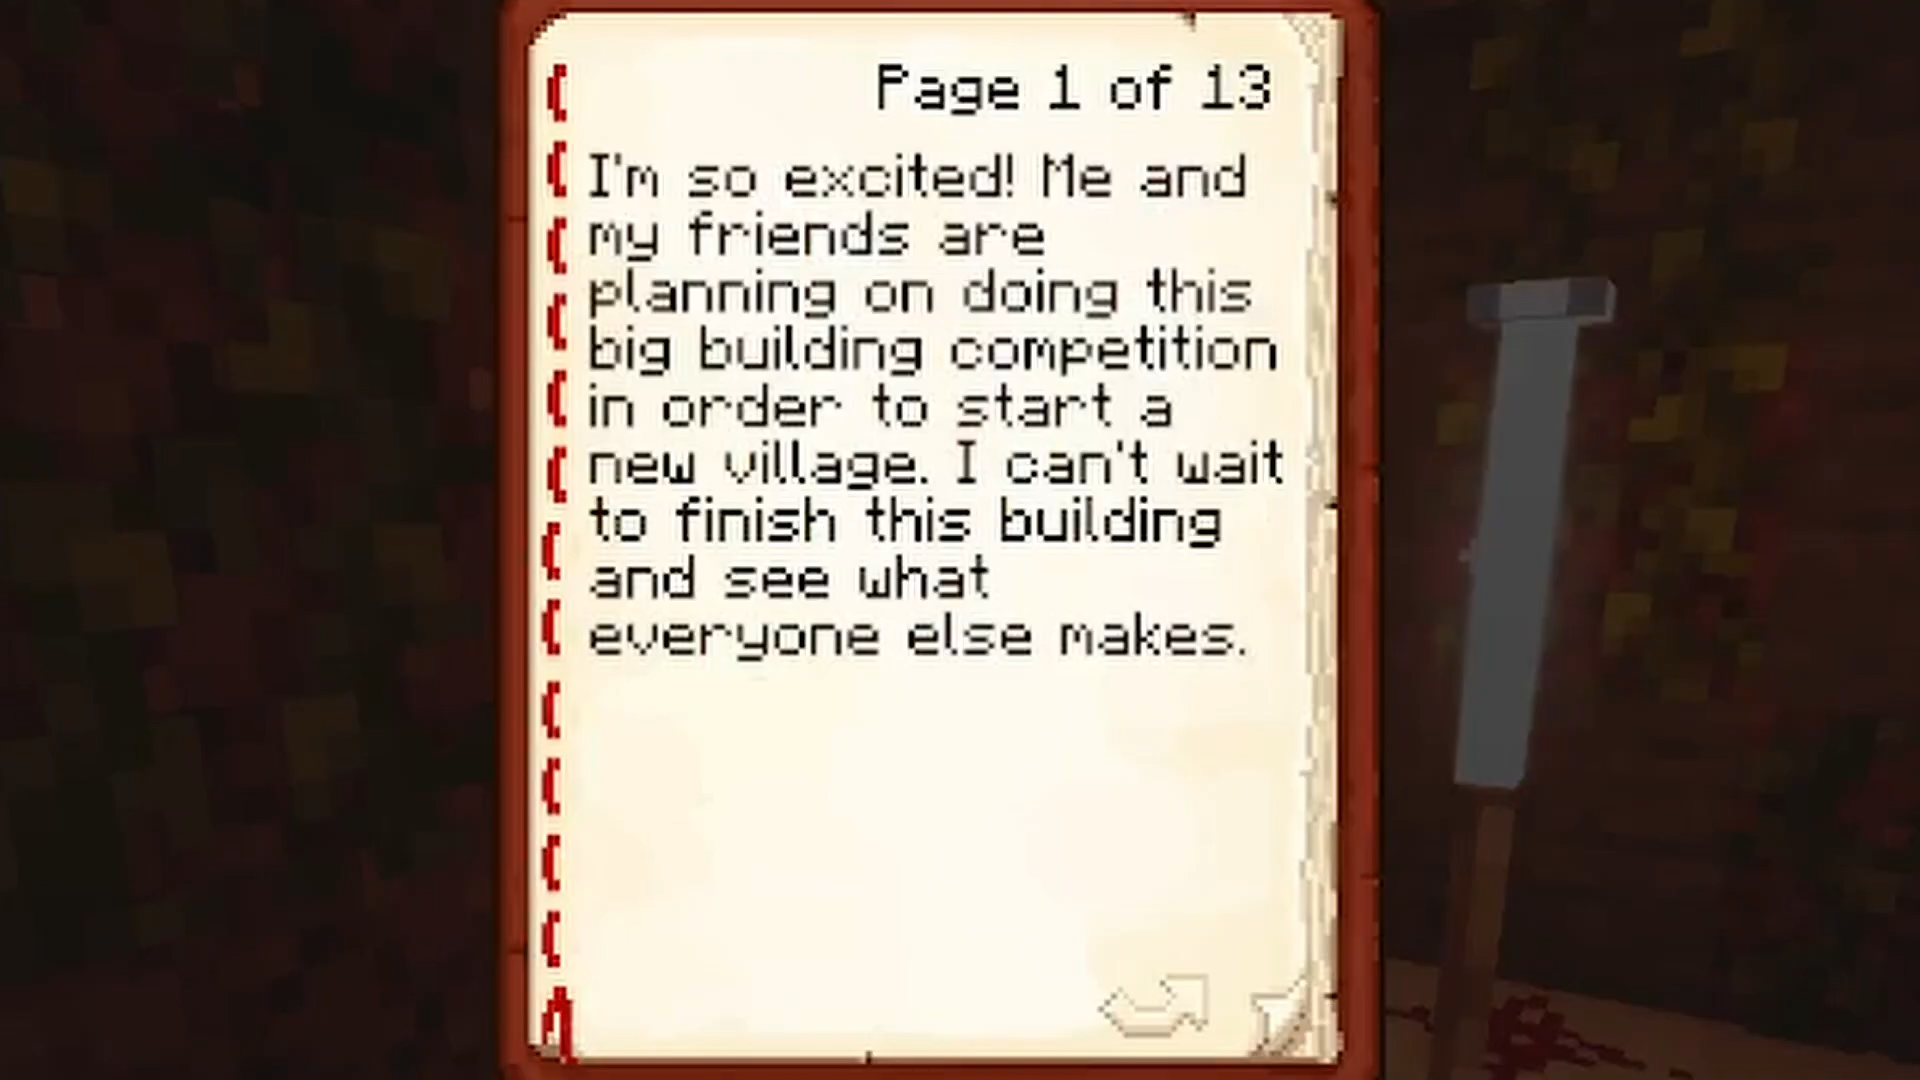 Page 1 of 13
I'm so excited! Me and
my friends are
planning on doing this
big building competition
in order to start a
new village. I can't wait
to finish this building
and see what
everyone else makes.